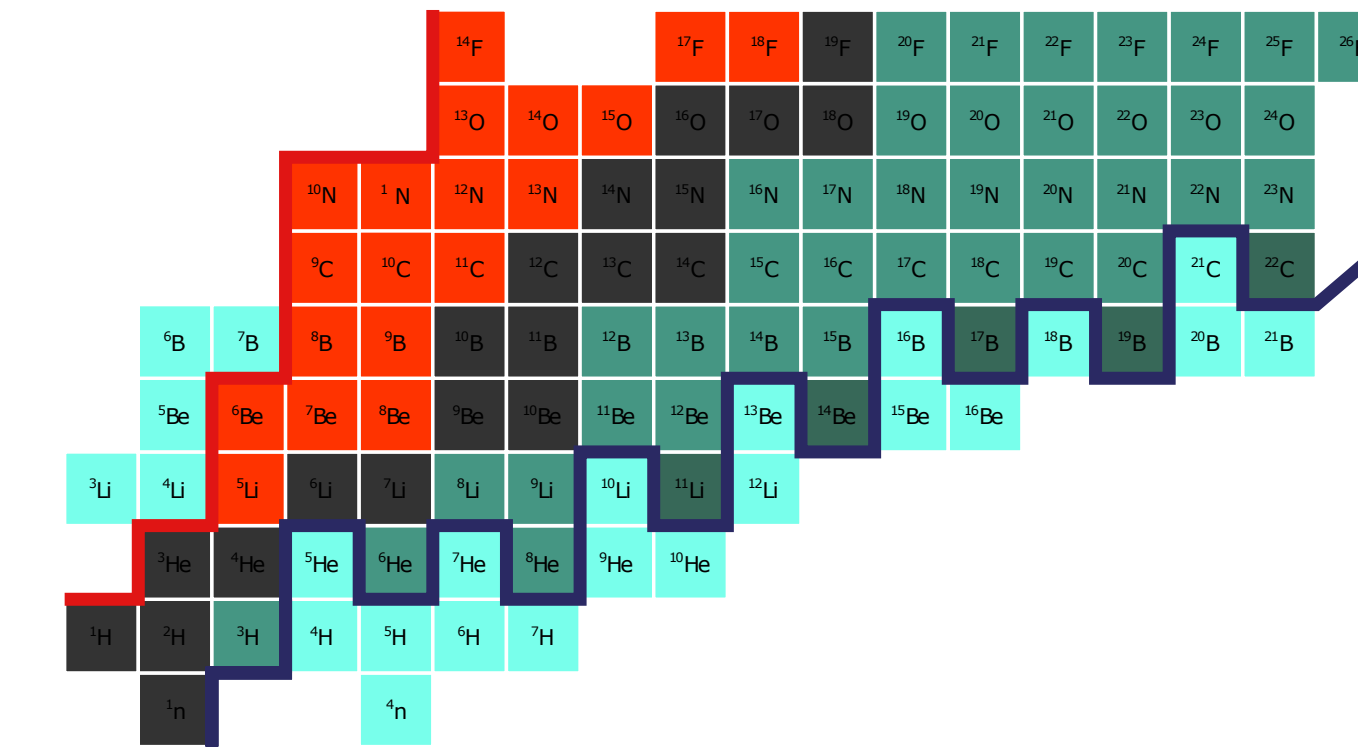 ¹⁴F ¹⁷F ¹⁸F ¹⁹F ²⁰F ²¹F ²²F ²³F ²⁴F ²⁵F ²⁶
¹³O ¹⁴O ¹⁵O ¹⁶O ¹⁷O ¹⁸O ¹⁹O ²⁰O ²¹O ²²O ²³O ²⁴O
¹⁰N ¹ N ¹²N ¹³N ¹⁴N ¹⁵N ¹⁶N ¹⁷N ¹⁸N ¹⁹N ²⁰N ²¹N ²²N ²³N
⁹C ¹⁰C ¹¹C ¹²C ¹³C ¹⁴C ¹⁵C ¹⁶C ¹⁷C ¹⁸C ¹⁹C ²⁰C ²¹C ²²C
⁶B ⁷B ⁸B ⁹B ¹⁰B ¹¹B ¹²B ¹³B ¹⁴B ¹⁵B ¹⁶B ¹⁷B ¹⁸B ¹⁹B ²⁰B ²¹B
⁵Be ⁶Be ⁷Be ⁸Be ⁹Be ¹⁰Be ¹¹Be ¹²Be ¹³Be ¹⁴Be ¹⁵Be ¹⁶Be
³Li ⁴Li ⁵Li ⁶Li ⁷Li ⁸Li ⁹Li ¹⁰Li ¹¹Li ¹²Li
³He ⁴He ⁵He ⁶He ⁷He ⁸He ⁹He ¹⁰He
¹H ²H ³H ⁴H ⁵H ⁶H ⁷H
¹n ⁴n